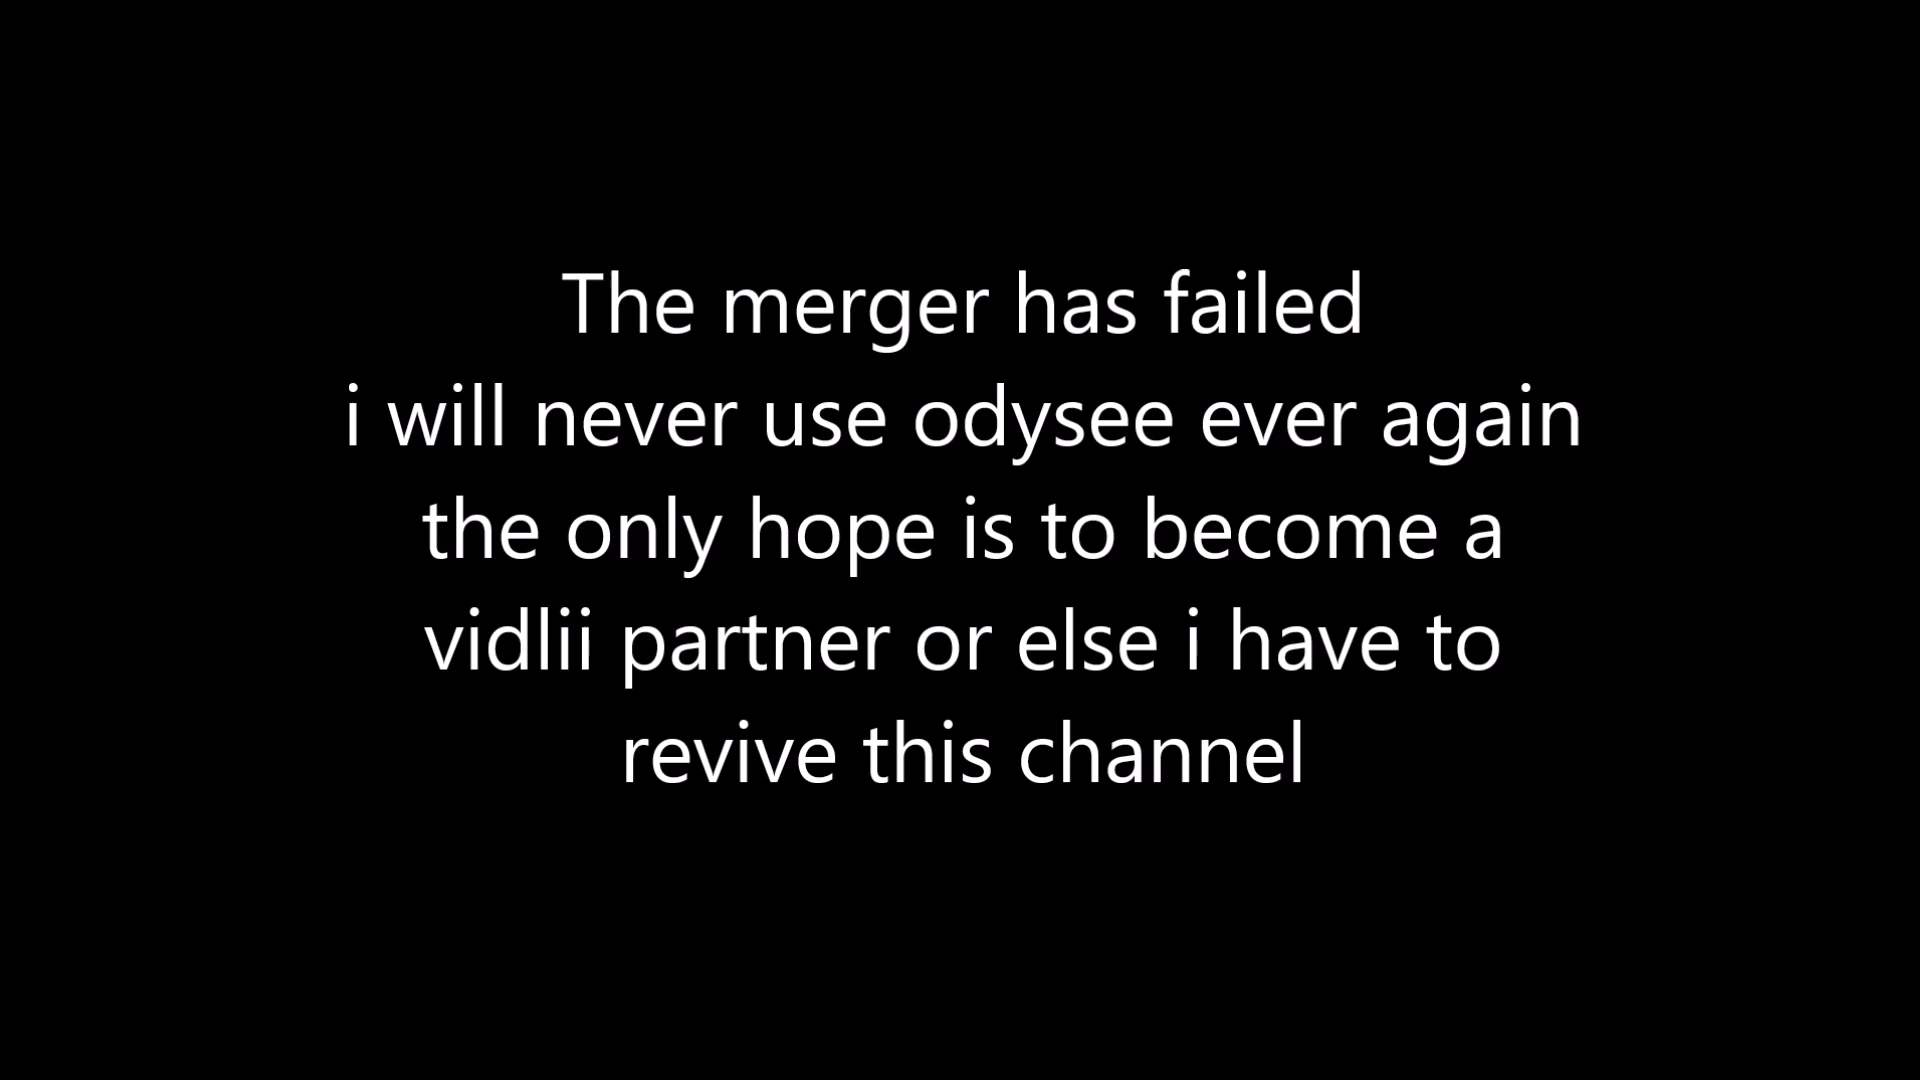 The merger has failed
i will never use odysee ever again
the only hope is to become a
vidlii partner or else i have to
revive this channel